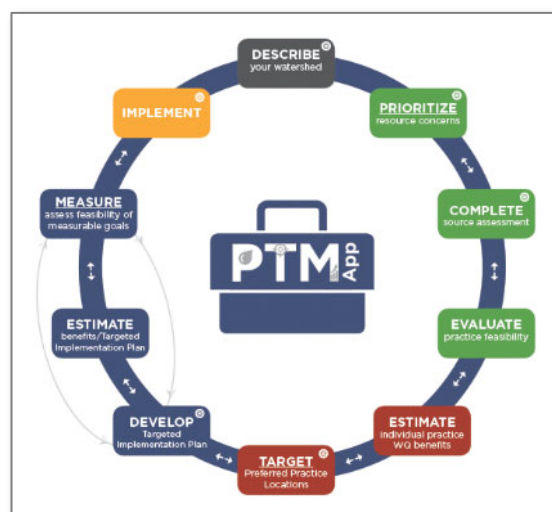 DESCRIBE
your watershed
PRIORITIZE
resource concerns
COMPLETE
source assessment
EVALUATE
practice feasibility
ESTIMATE
individual practice
WQ benefits
TARGET
Preferred Practice
Locations
DEVELOP
Targeted
Implementation Plan
ESTIMATE
benefits/Targeted
Implementation Plan
MEASURE
assess feasibility of
measurable goals
IMPLEMENT
PTM App